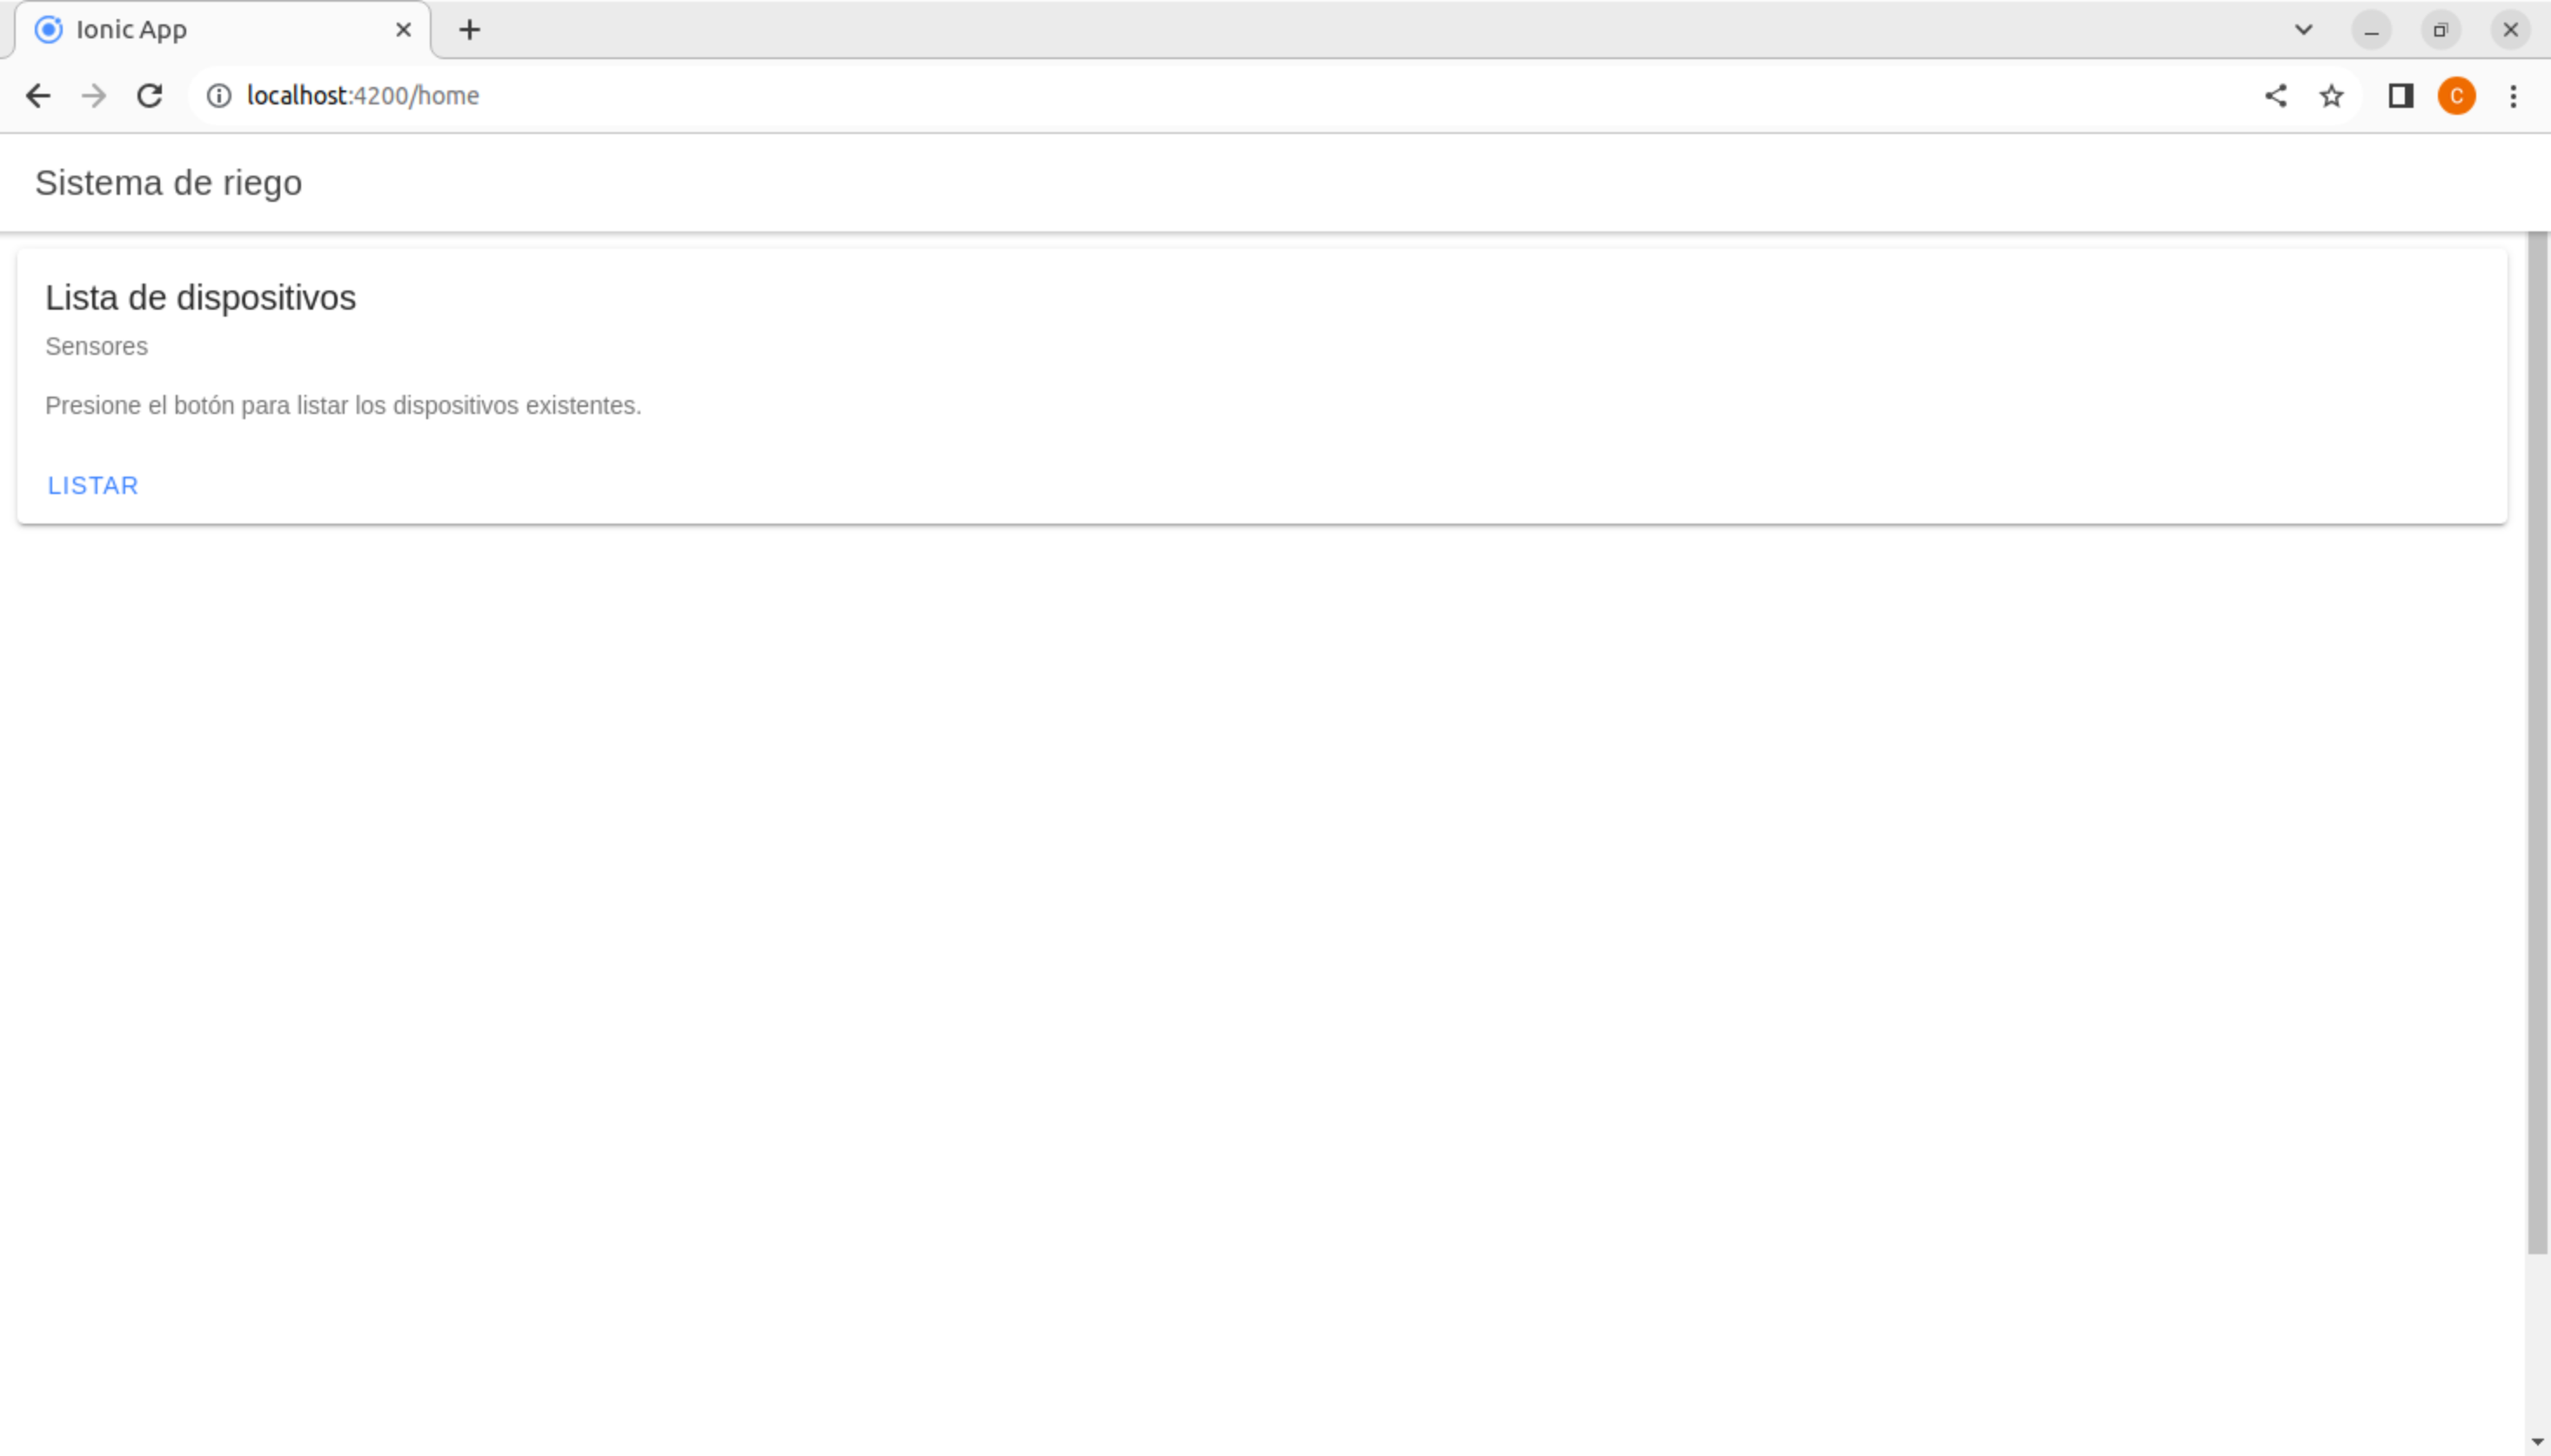 Ionic App
localhost:4200/home
C
Sistema de riego
Lista de dispositivos
Sensores
Presione el botón para listar los dispositivos existentes.
LISTAR